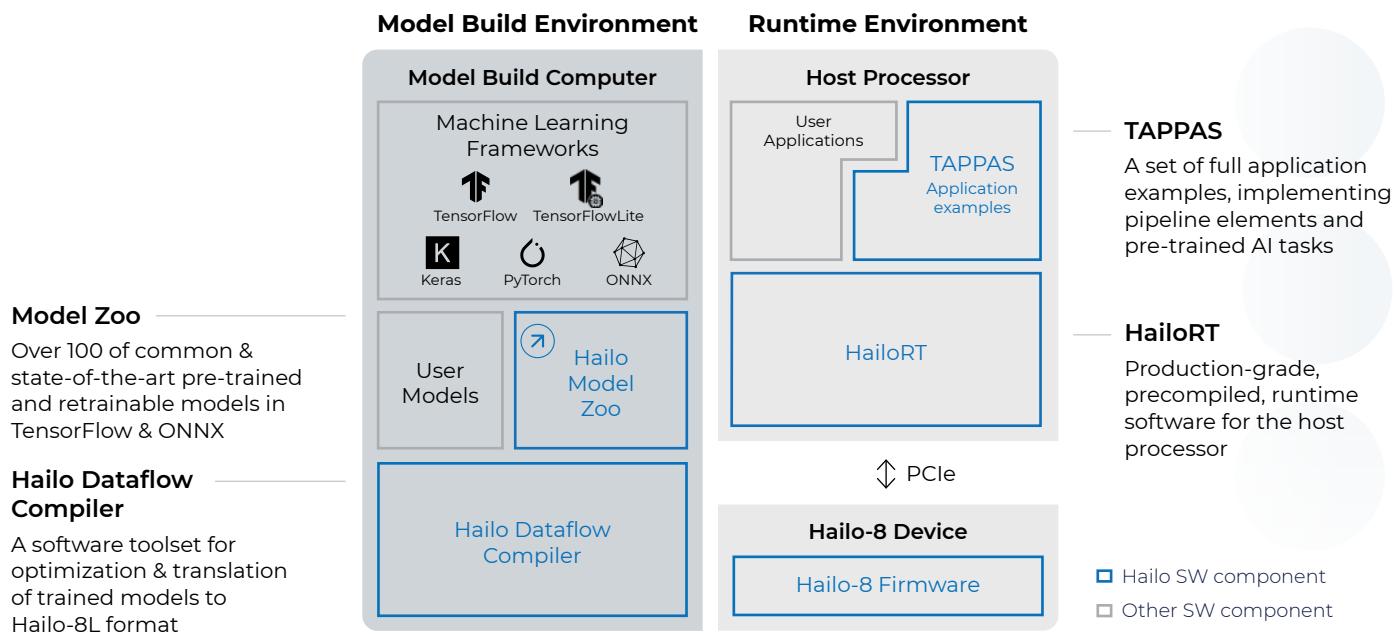 Model Build Environment
Runtime Environment
Model Build Computer
Machine Learning
Frameworks
TensorFlow
TensorFlowLite
K
Keras
PyTorch
ONNX
User
Models
Hailo
Model
Zoo
Hailo Dataflow
Compiler
Host Processor
User
Applications
TAPPAS
Application
examples
HailoRT
PCIe
Hailo-8 Device
Hailo-8 Firmware
Model Zoo
Over 100 of common &
state-of-the-art pre-trained
and retrainable models in
TensorFlow & ONNX
Hailo Dataflow
Compiler
A software toolset for
optimization & translation
of trained models to
Hailo-8L format
TAPPAS
A set of full application
examples, implementing
pipeline elements and
pre-trained AI tasks
HailoRT
Production-grade,
precompiled, runtime
software for the host
processor
Hailo SW component
Other SW component